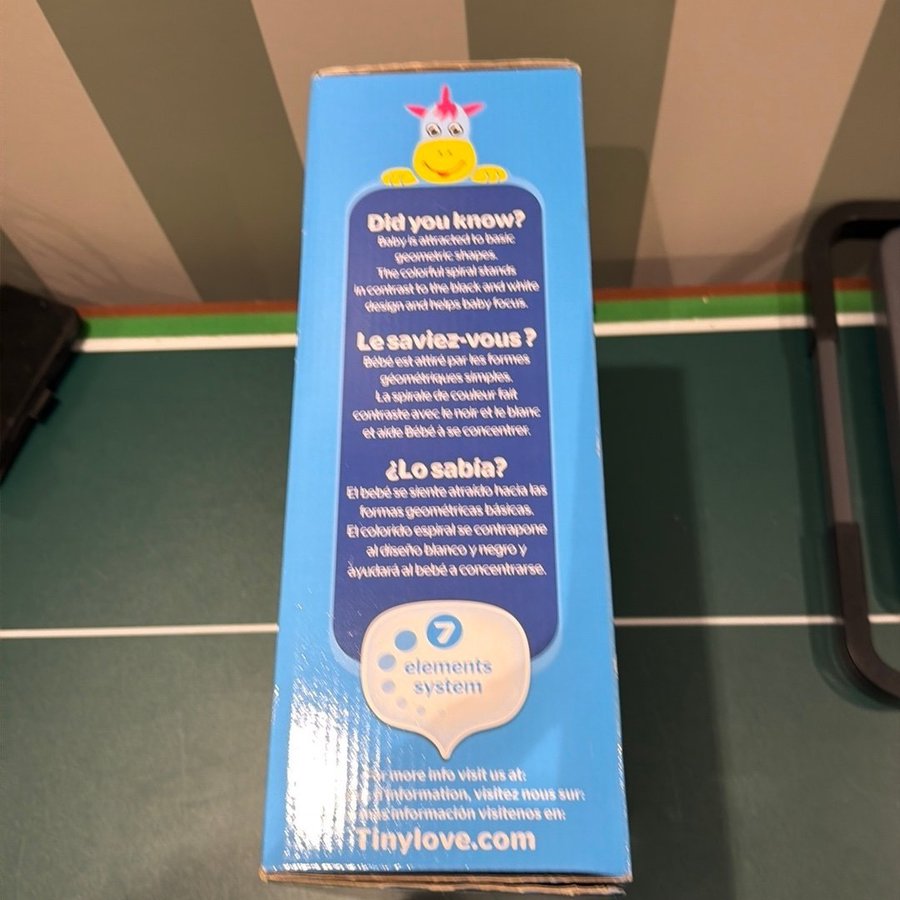 Did you know?
Baby is attracted to basic
geometric shapes.
The colorful spiral stands
in contrast to the black and white
design and helps baby focus.
Le saviez-vous ?
Bébé est attiré par les formes
géométriques simples.
La spirale de couleur fait
contraste avec le noir et le blanc
et aide Bébé à se concentrer.
¿Lo sabía?
El bebé se siente atraído hacia las
formas geométricas básicas.
El colorido espiral se contrapone
al diseño blanco y negro y
ayudará al bebé a concentrarse.
7
elements
system
For more info visit us at:
information, visitez nous sur:
más información visítenos en:
Tinylove.com